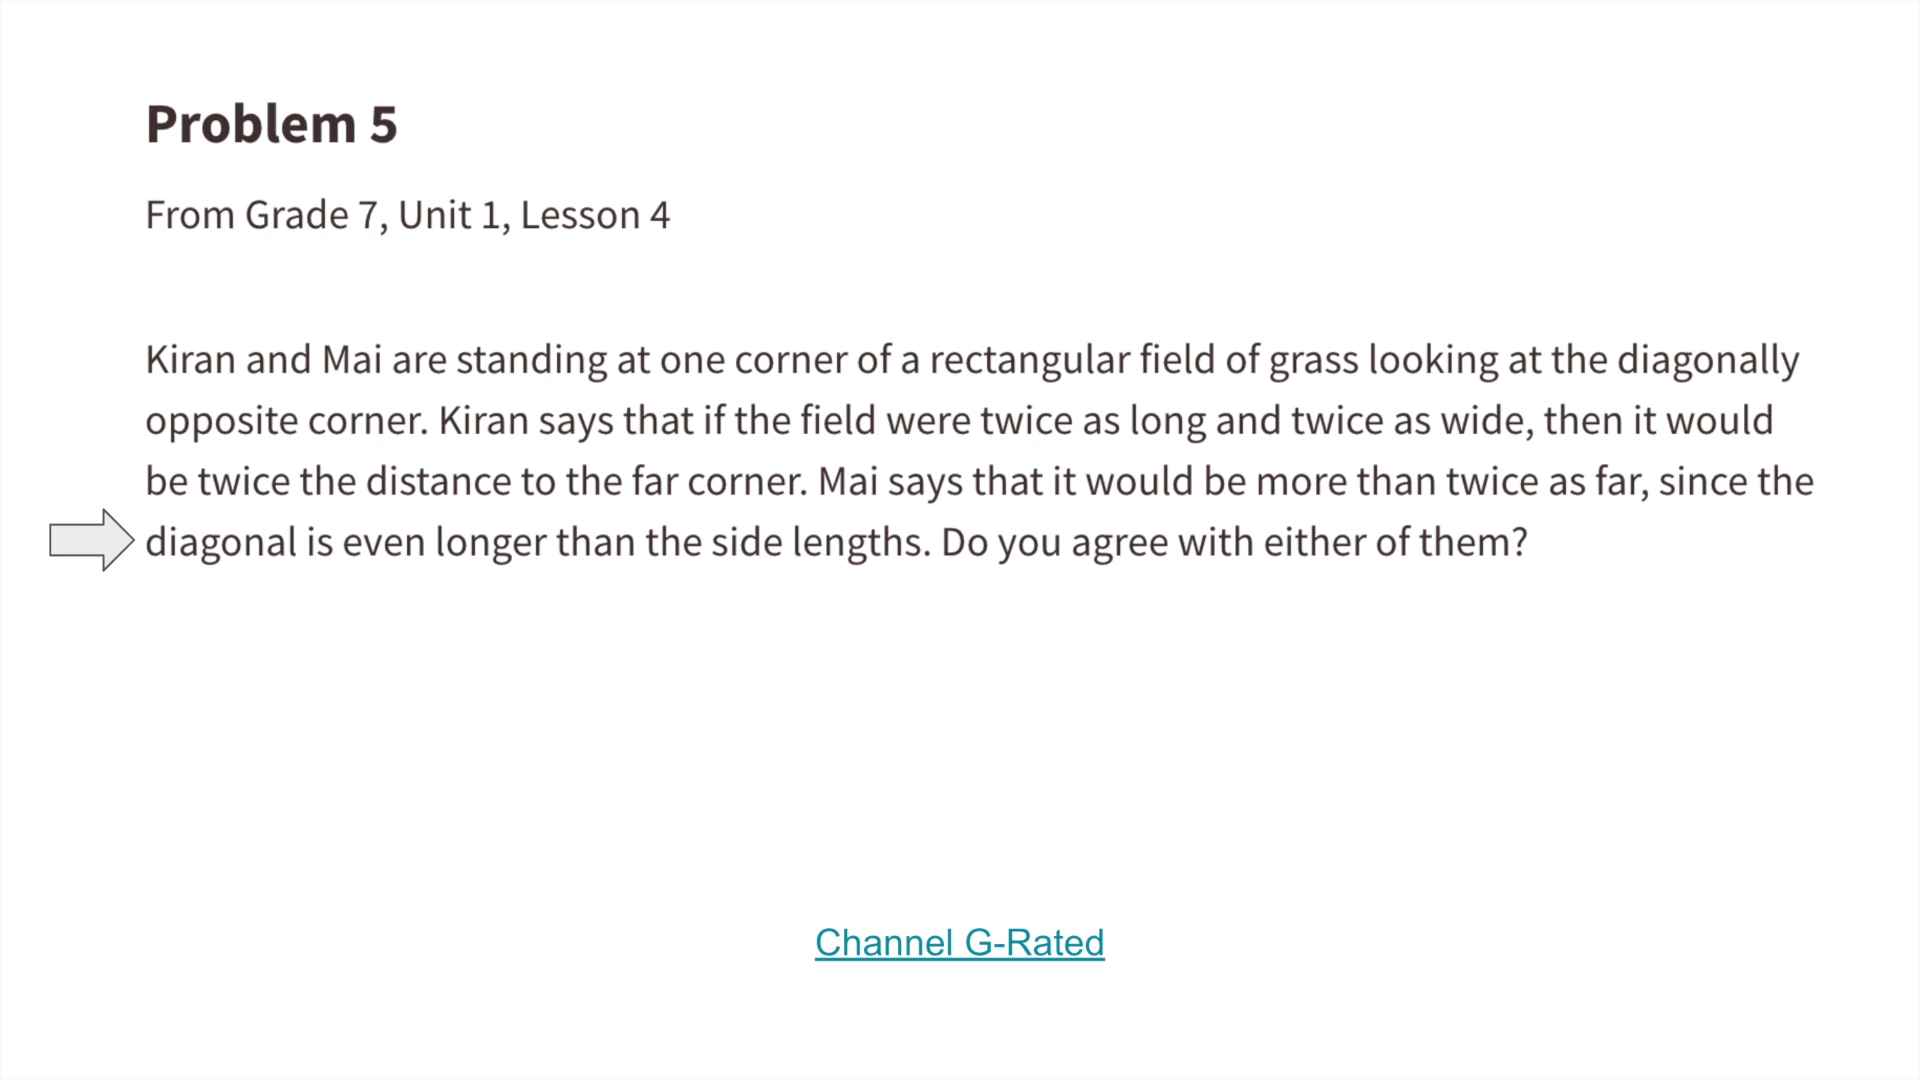 Problem 5
From Grade 7, Unit 1, Lesson 4
Kiran and Mai are standing at one corner of a rectangular field of grass looking at the diagonally
opposite corner. Kiran says that if the field were twice as long and twice as wide, then it would
be twice the distance to the far corner. Mai says that it would be more than twice as far, since the
diagonal is even longer than the side lengths. Do you agree with either of them?
Channel G-Rated